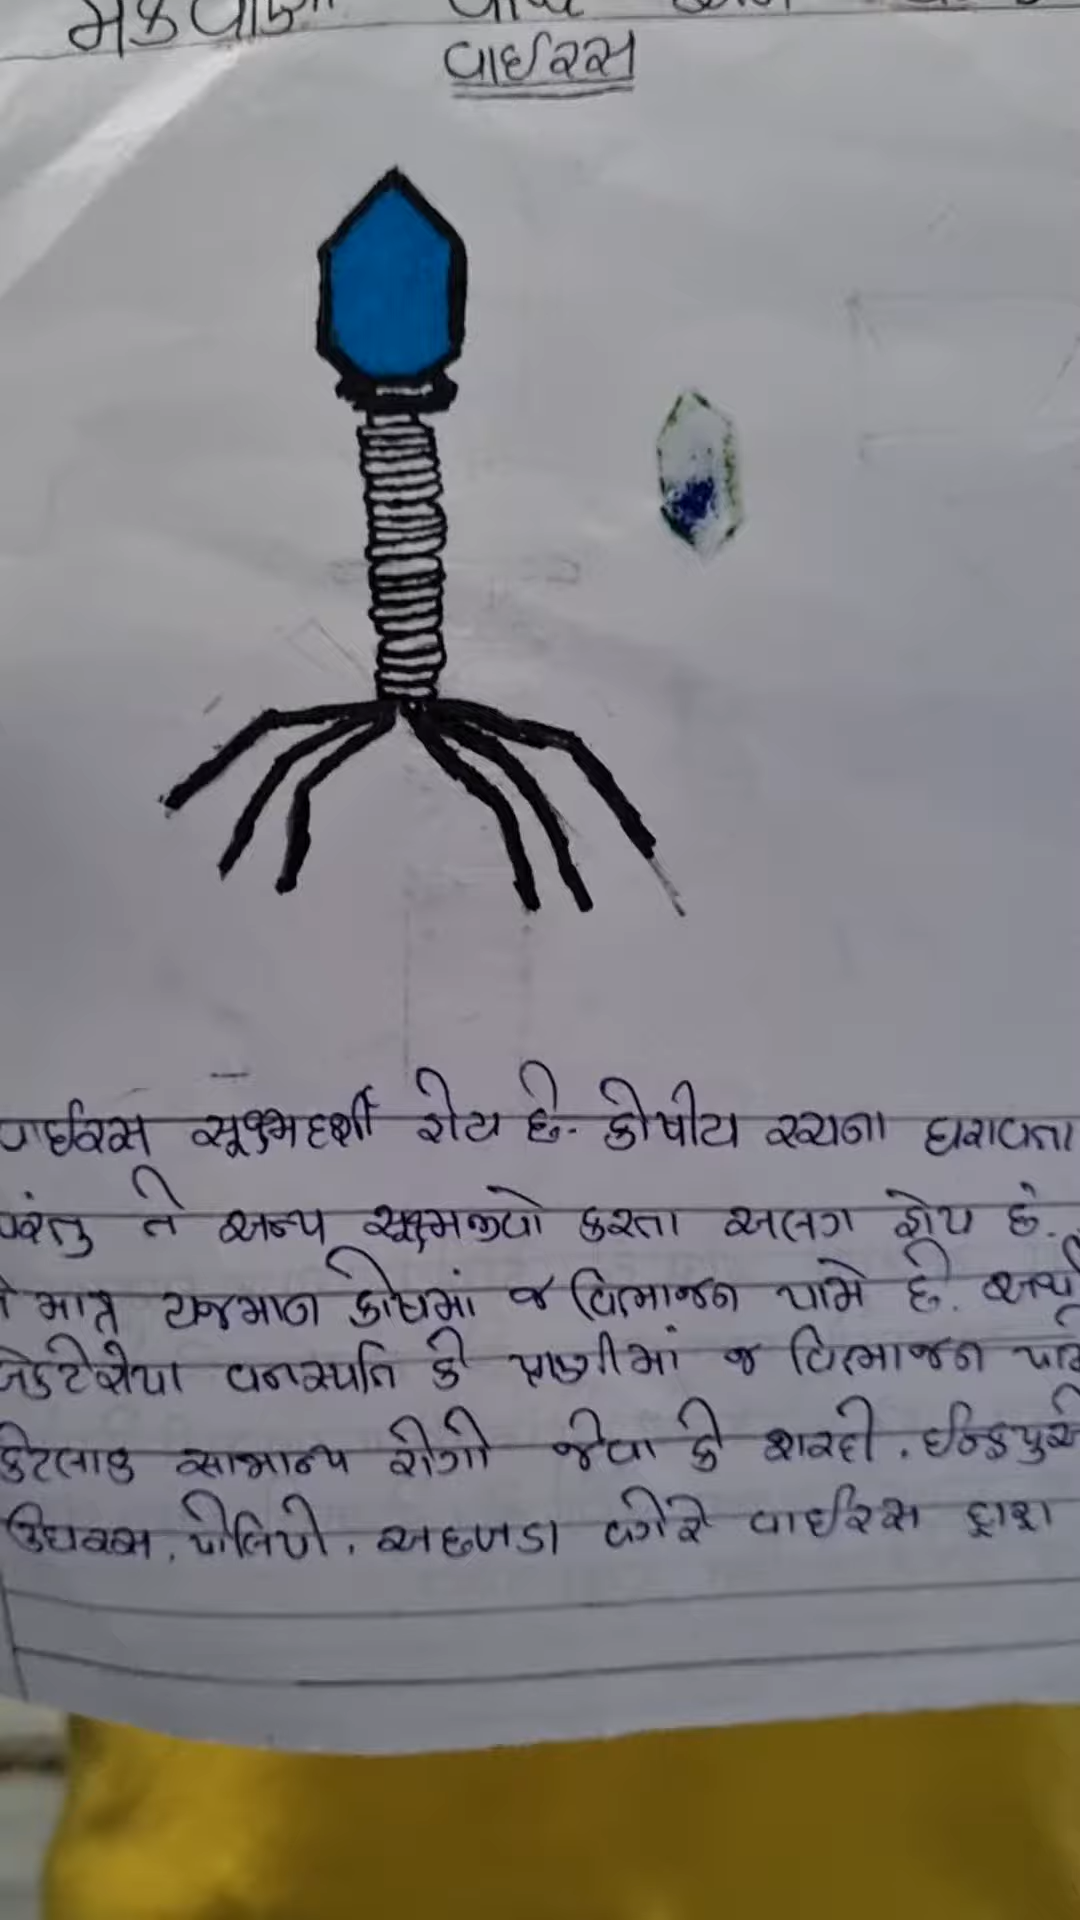 મકવાણા
વાઈરસ
વાઈરસ સૂક્ષ્મદર્શી હોય છે. કોષીય રચના ધરાવતા
પરંતુ તે અન્ય સૂક્ષ્મજીવો કરતા અલગ હોય છે.
તે માત્ર યજમાન કોષમાં જ વિભાજન પામે છે.
બેક્ટેરીયા વનસ્પતિ કે પ્રાણીમાં જ વિભાજન
કેટલાક સામાન્ય રોગો જેવા કે શરદી,
ઉધરસ, પોલિયો, અછબડા વગેરે વાઈરસ દ્વારા